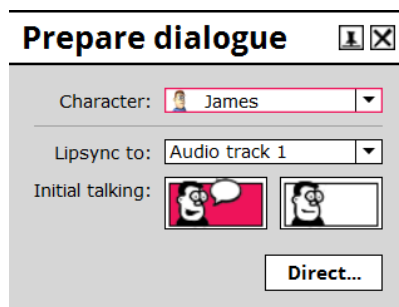 Prepare dialogue
Character: James
Lipsync to: Audio track 1
Initial talking:
Direct...